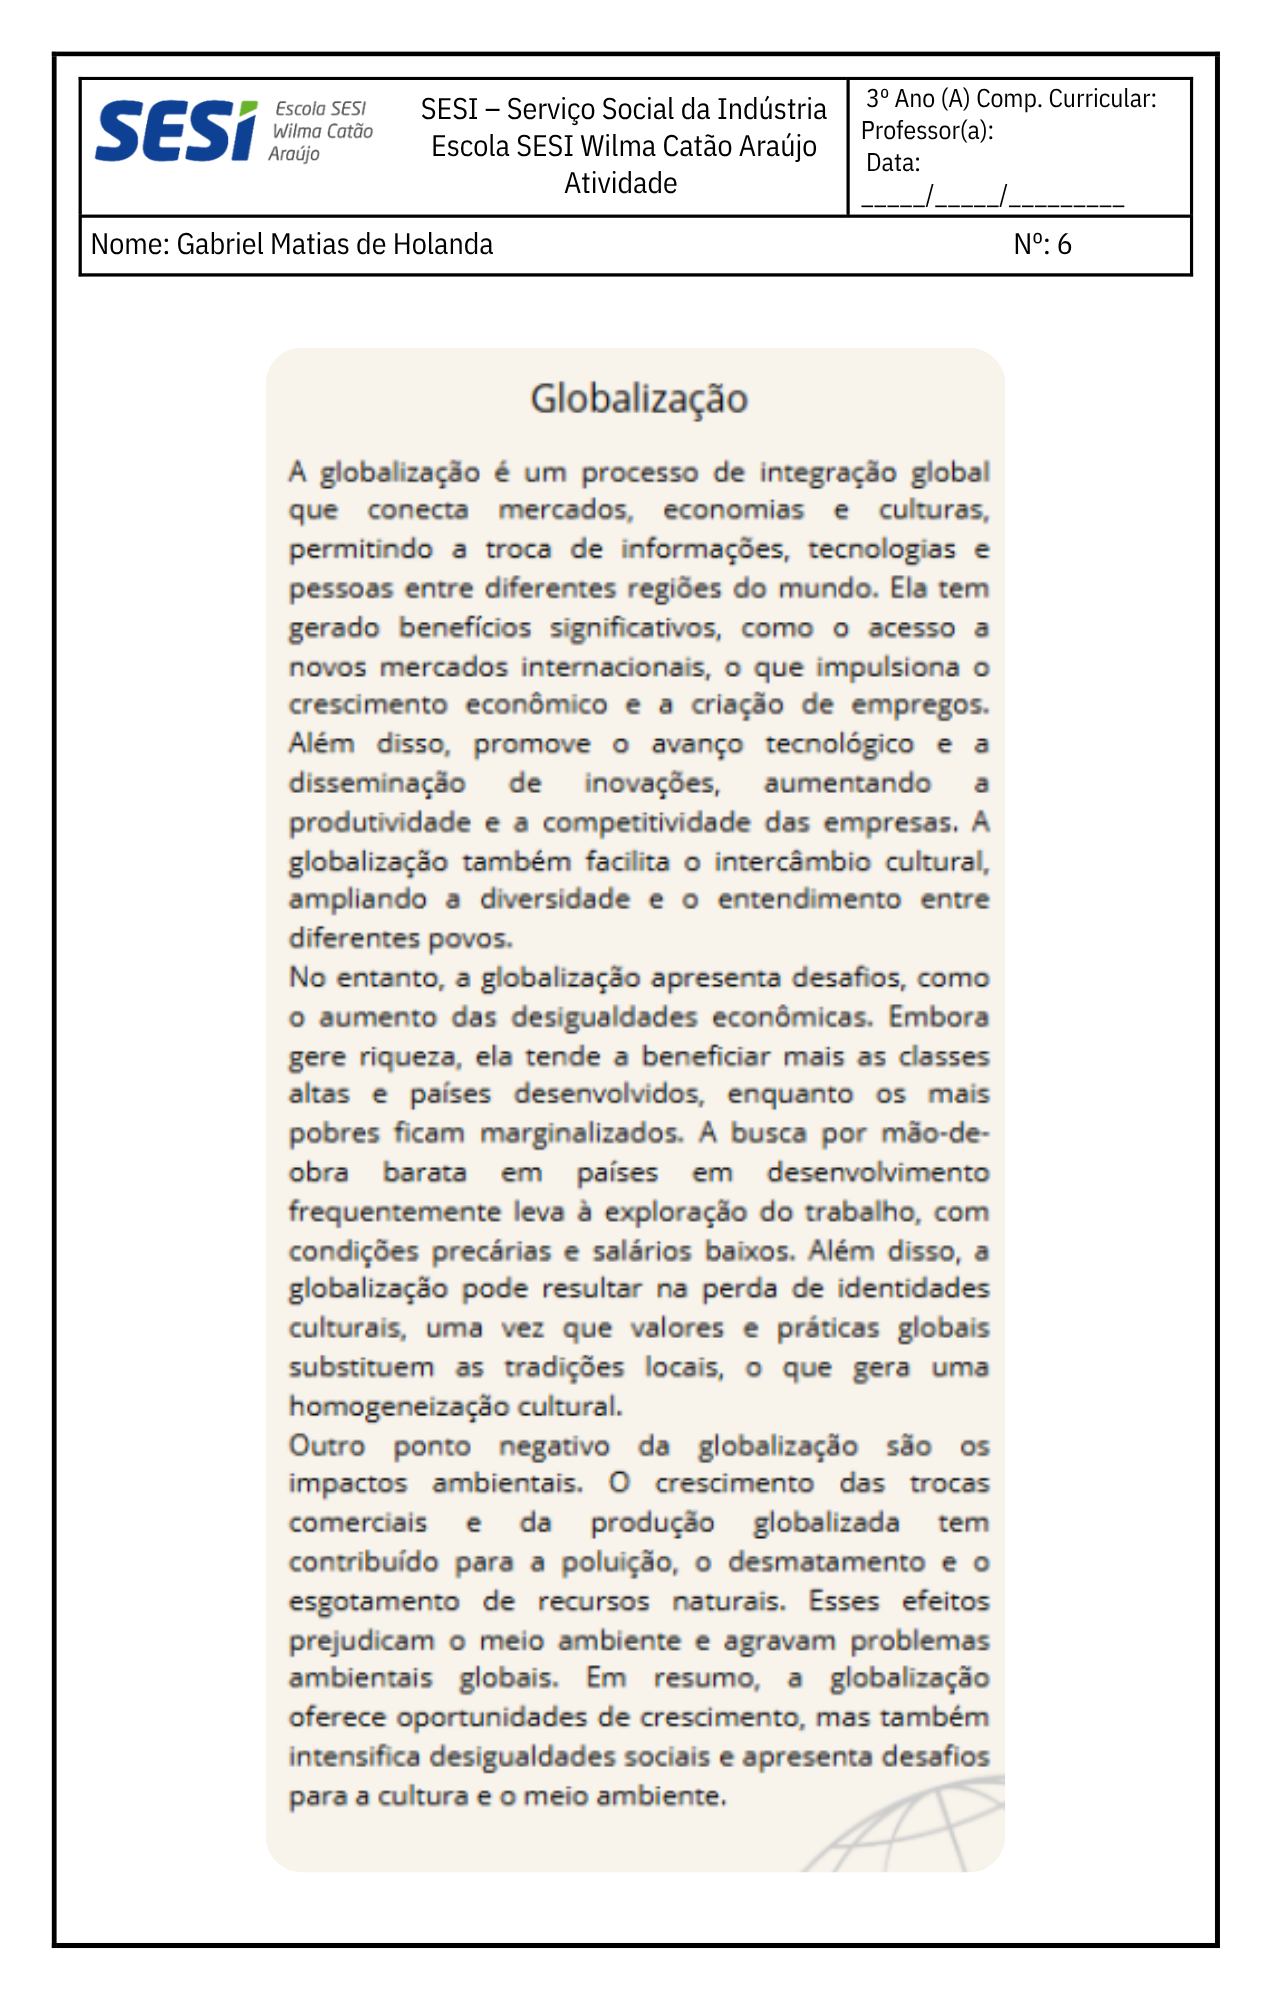 SESI
Escola SESI
Wilma Catão
Araújo
SESI – Serviço Social da Indústria
Escola SESI Wilma Catão Araújo
Atividade
3º Ano (A) Comp. Curricular:
Professor(a):
Data:
_____/_____/_________
Nome: Gabriel Matias de Holanda Nº: 6
Globalização
A globalização é um processo de integração global
que conecta mercados, economias e culturas,
permitindo a troca de informações, tecnologias e
pessoas entre diferentes regiões do mundo. Ela tem
gerado benefícios significativos, como o acesso a
novos mercados internacionais, o que impulsiona o
crescimento econômico e a criação de empregos.
Além disso, promove o avanço tecnológico e a
disseminação de inovações, aumentando a
produtividade e a competitividade das empresas. A
globalização também facilita o intercâmbio cultural,
ampliando a diversidade e o entendimento entre
diferentes povos.
No entanto, a globalização apresenta desafios, como
o aumento das desigualdades econômicas. Embora
gere riqueza, ela tende a beneficiar mais as classes
altas e países desenvolvidos, enquanto os mais
pobres ficam marginalizados. A busca por mão-de-
obra barata em países em desenvolvimento
frequentemente leva à exploração do trabalho, com
condições precárias e salários baixos. Além disso, a
globalização pode resultar na perda de identidades
culturais, uma vez que valores e práticas globais
substituem as tradições locais, o que gera uma
homogeneização cultural.
Outro ponto negativo da globalização são os
impactos ambientais. O crescimento das trocas
comerciais e da produção globalizada tem
contribuído para a poluição, o desmatamento e o
esgotamento de recursos naturais. Esses efeitos
prejudicam o meio ambiente e agravam problemas
ambientais globais. Em resumo, a globalização
oferece oportunidades de crescimento, mas também
intensifica desigualdades sociais e apresenta desafios
para a cultura e o meio ambiente.